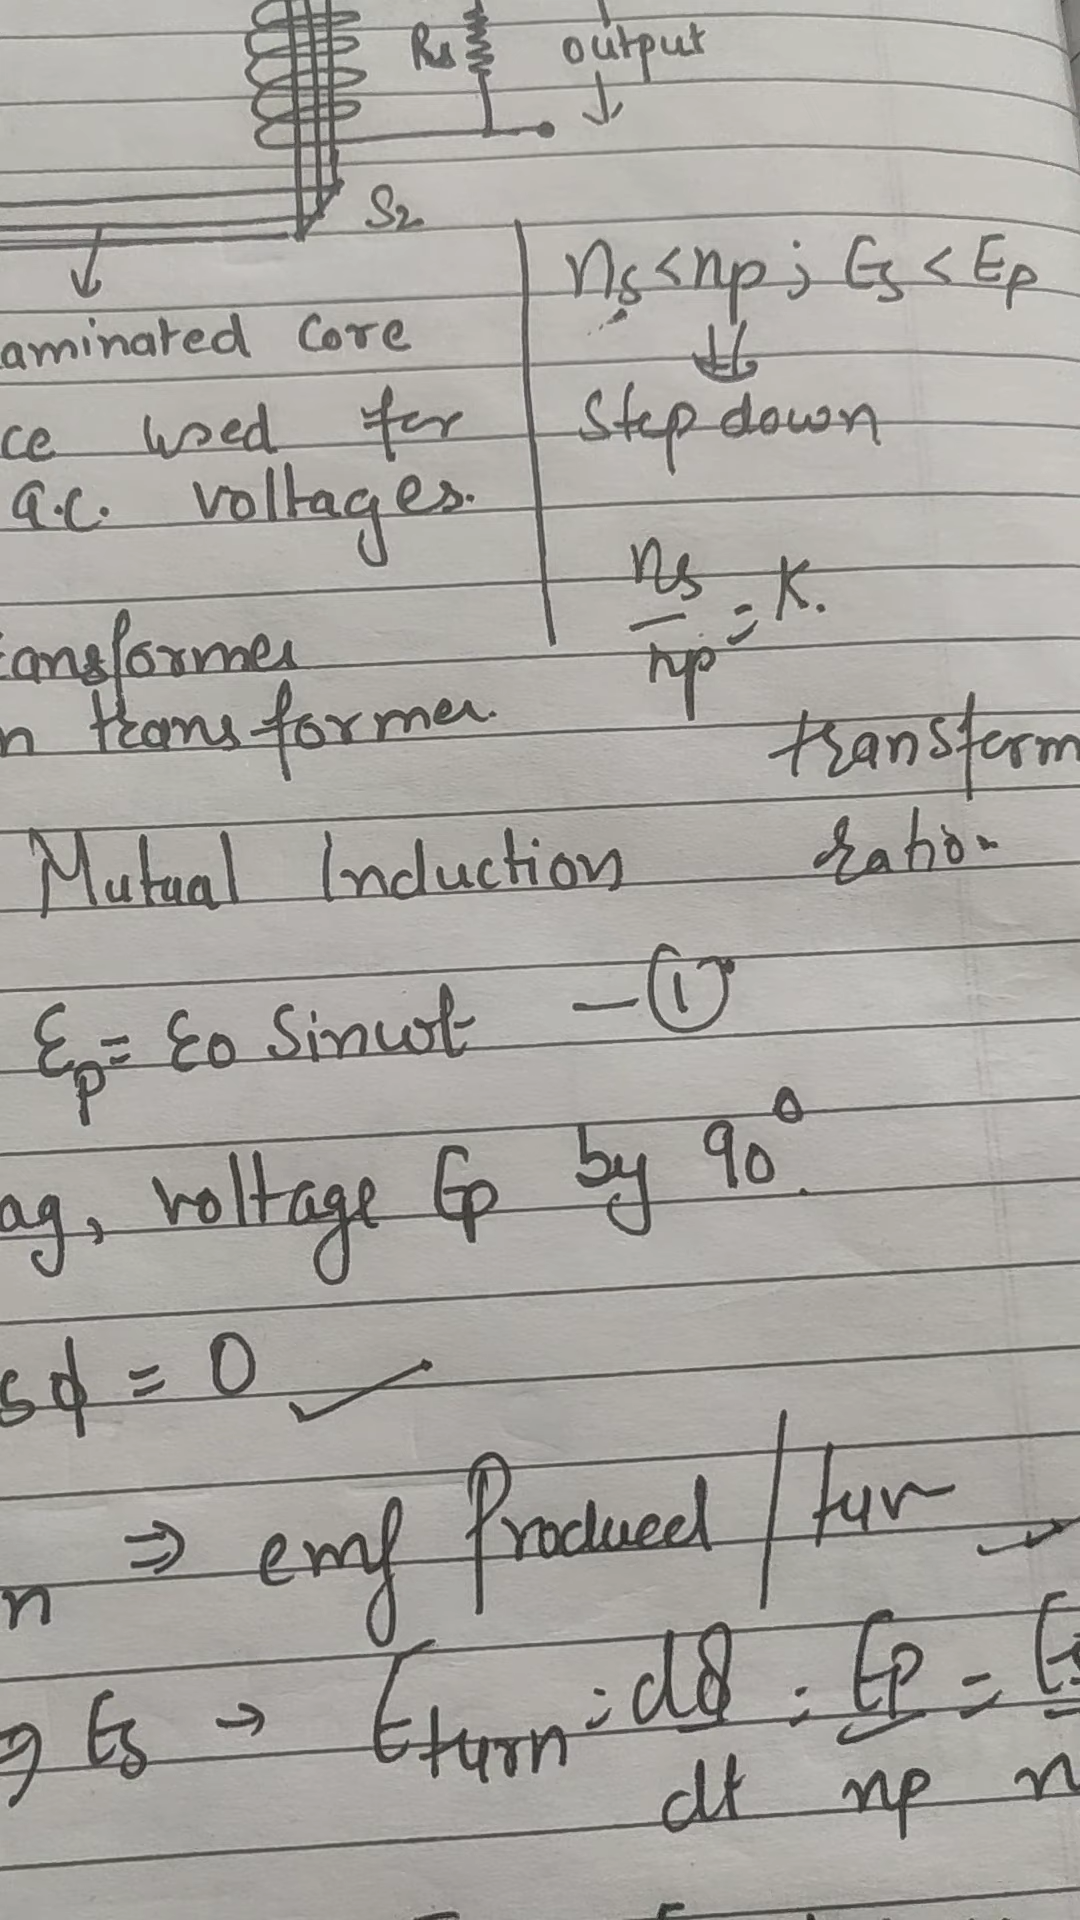 Rs output
S2
ns < np ; Es < Ep
aminated Core
Step down
ce used for
a.c. voltages.
ns/np = K.
ansformer
n transformer.
transform
ratio
Mutual Induction
Ep = Eo Sinwt - ①
ag, voltage Ep by 90°.
sϕ = 0
n ⇒ emf Produced / turn
Es → Eturn = dϕ/dt = Ep/np = Es/n